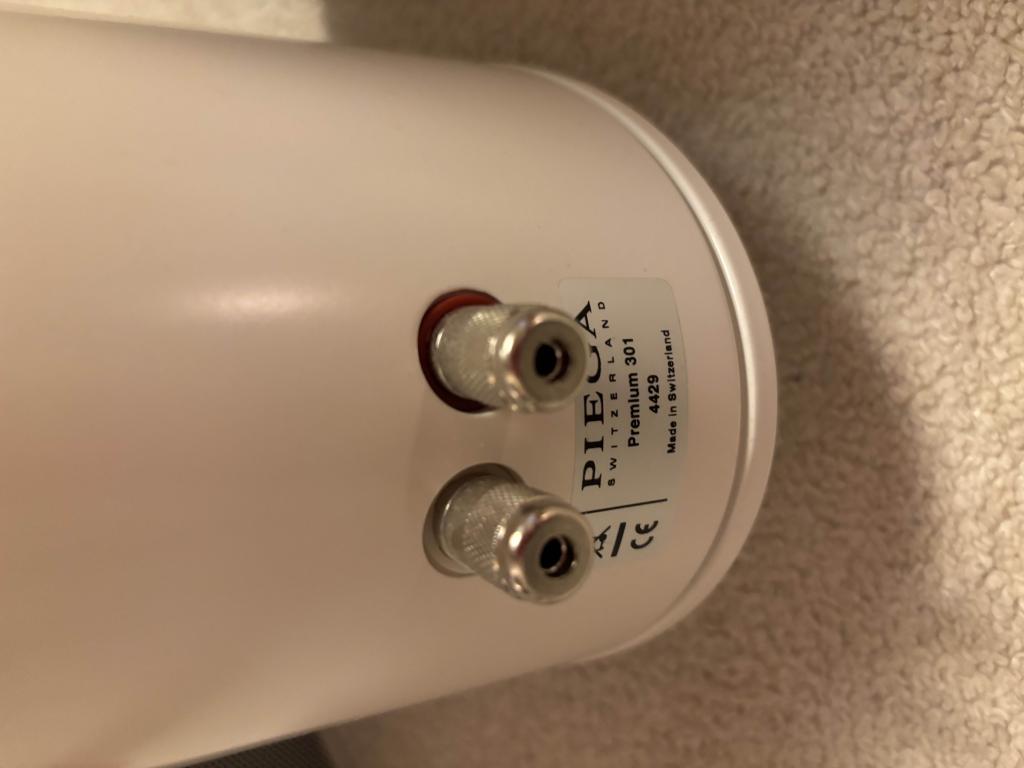 PIEGA
SWITZERLAND
Premium 301
4429
Made in Switzerland
CE